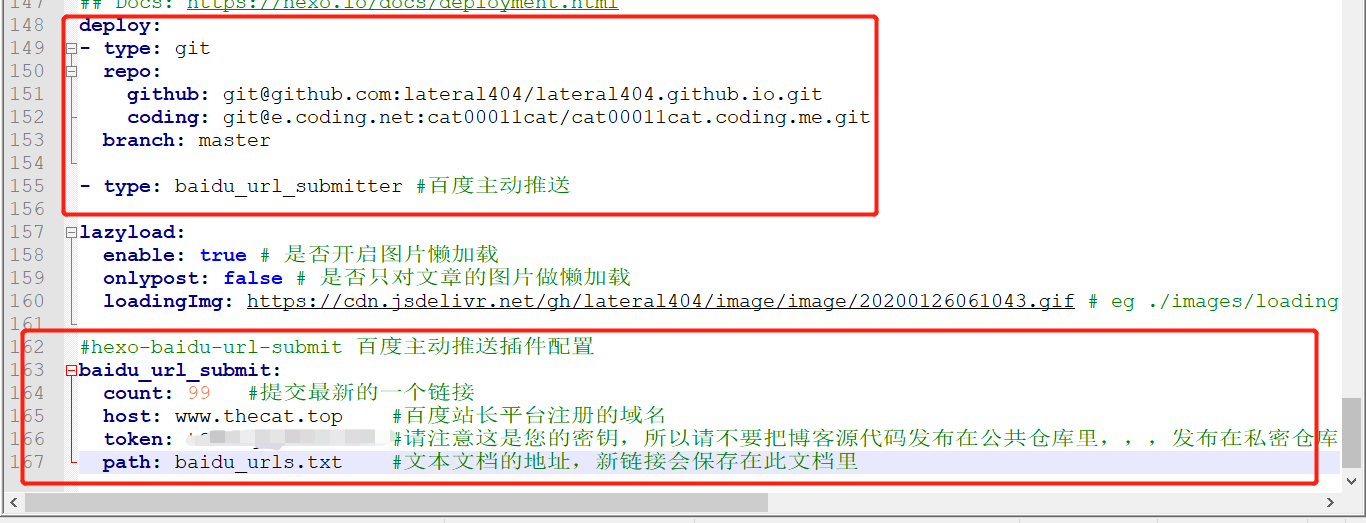 147 ## Docs: https://hexo.io/docs/deployment.html
148 deploy:
149 - type: git
150 repo:
151 github: git@github.com:lateral404/lateral404.github.io.git
152 coding: git@e.coding.net:cat00011cat/cat00011cat.coding.me.git
153 branch: master
154
155 - type: baidu_url_submitter #百度主动推送
156
157 lazyload:
158 enable: true # 是否开启图片懒加载
159 onlypost: false # 是否只对文章的图片做懒加载
160 loadingImg: https://cdn.jsdelivr.net/gh/lateral404/image/image/20200126061043.gif # eg ./images/loading
161
162 #hexo-baidu-url-submit 百度主动推送插件配置
163 baidu_url_submit:
164 count: 99 #提交最新的一个链接
165 host: www.thecat.top #百度站长平台注册的域名
166 token: #请注意这是您的密钥，所以请不要把博客源代码发布在公共仓库里，，，发布在私密仓库
167 path: baidu_urls.txt #文本文档的地址，新链接会保存在此文档里